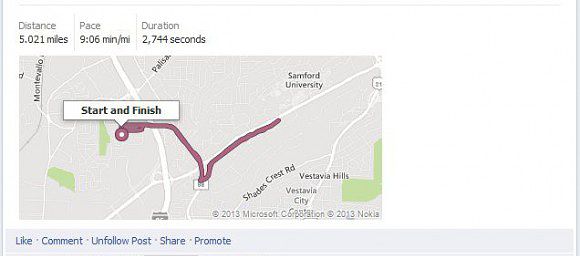 Distance Pace Duration
5.021 miles 9:06 min/mi 2,744 seconds
Montevallo
Palisa
Samford
University
Start and Finish
Shades Crest Rd
Vestavia Hills
Vestavia
City
© 2013 Microsoft Corporation © 2013 Nokia
Like · Comment · Unfollow Post · Share · Promote